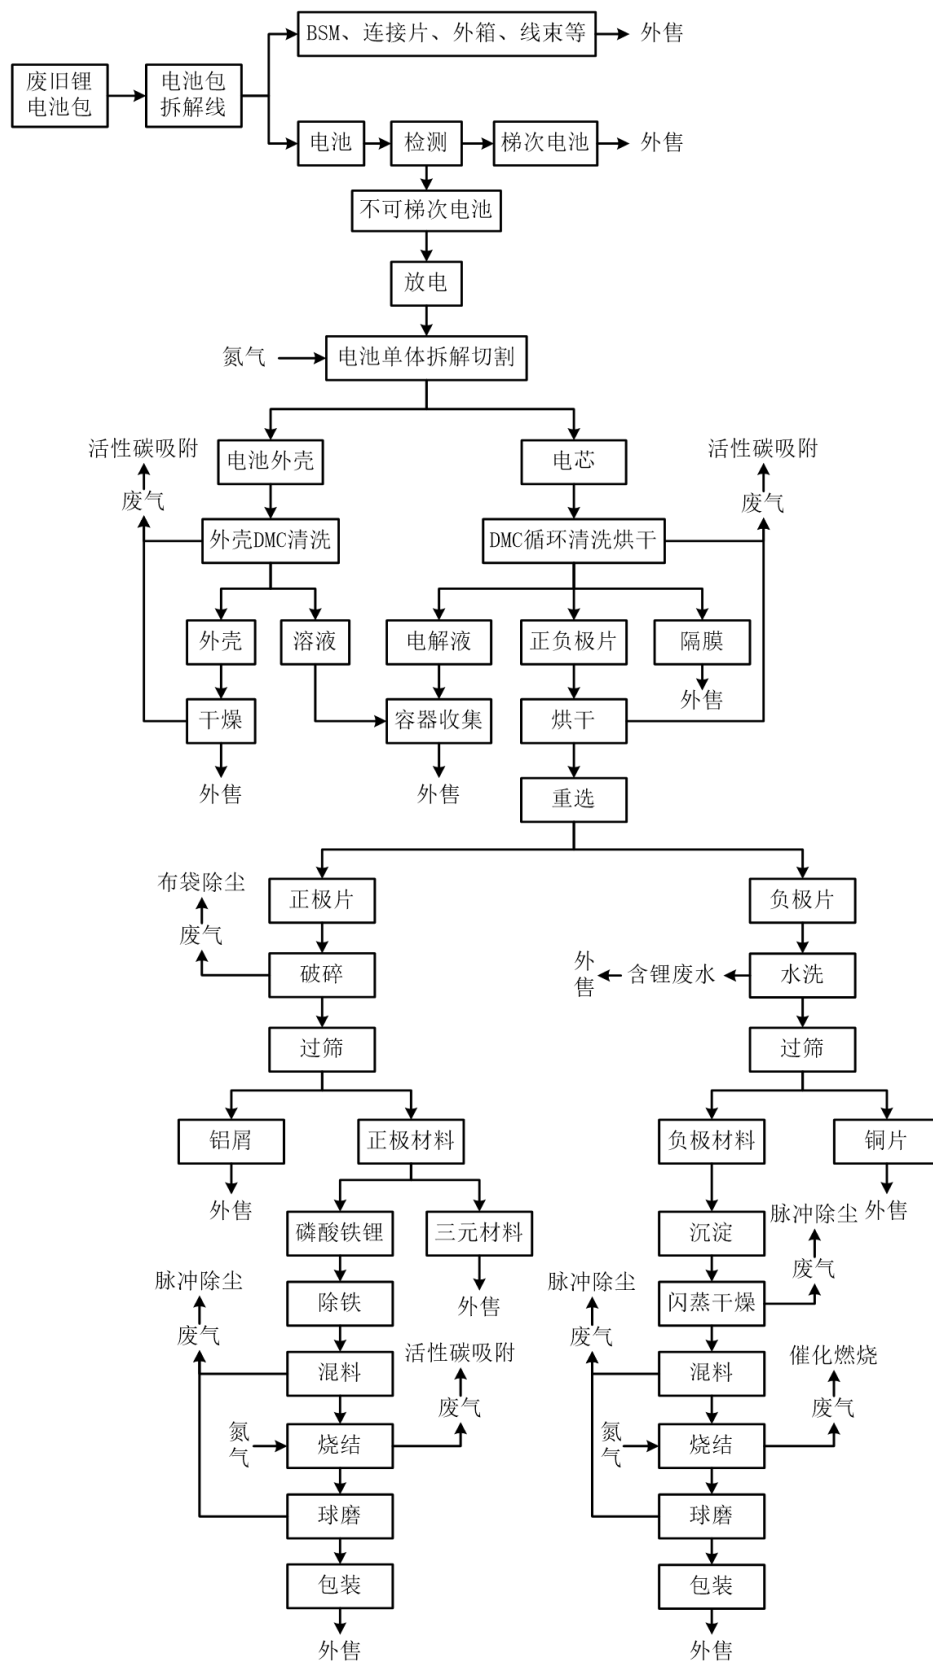 BSM、连接片、外箱、线束等
外售
废旧锂
电池包
电池包
拆解线
电池
检测
梯次电池
外售
不可梯次电池
放电
氮气
电池单体拆解切割
活性碳吸附
废气
电池外壳
电芯
活性碳吸附
废气
外壳DMC清洗
DMC循环清洗烘干
外壳
溶液
电解液
正负极片
隔膜
外售
干燥
容器收集
烘干
外售
外售
重选
布袋除尘
废气
正极片
负极片
破碎
外
售
含锂废水
水洗
过筛
过筛
铝屑
正极材料
负极材料
铜片
外售
外售
磷酸铁锂
三元材料
沉淀
脉冲除尘
废气
外售
脉冲除尘
废气
除铁
脉冲除尘
废气
闪蒸干燥
混料
活性碳吸附
废气
混料
催化燃烧
废气
氮
气
烧结
氮
气
烧结
球磨
球磨
包装
包装
外售
外售